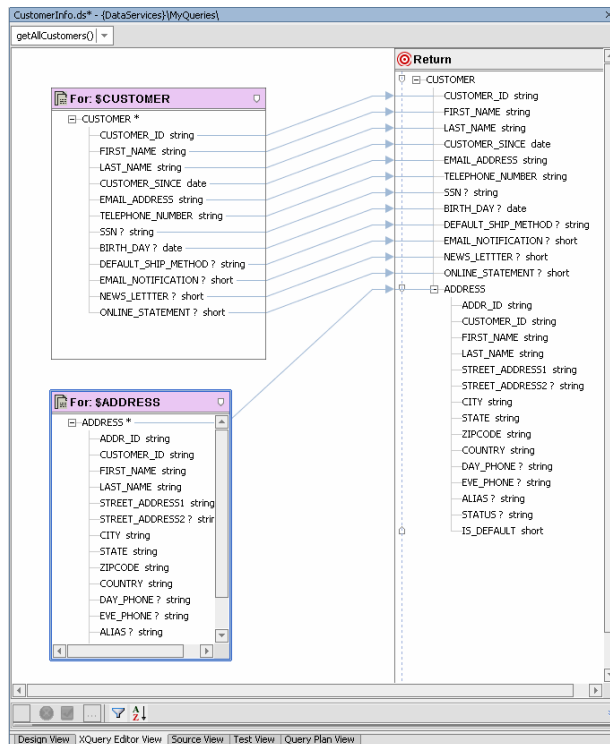 CustomerInfo.ds* - {DataServices}\MyQueries\
getAllCustomers()
For: $CUSTOMER
CUSTOMER *
CUSTOMER_ID string
FIRST_NAME string
LAST_NAME string
CUSTOMER_SINCE date
EMAIL_ADDRESS string
TELEPHONE_NUMBER string
SSN ? string
BIRTH_DAY ? date
DEFAULT_SHIP_METHOD ? string
EMAIL_NOTIFICATION ? short
NEWS_LETTTER ? short
ONLINE_STATEMENT ? short
For: $ADDRESS
ADDRESS *
ADDR_ID string
CUSTOMER_ID string
FIRST_NAME string
LAST_NAME string
STREET_ADDRESS1 string
STREET_ADDRESS2 ? strin
CITY string
STATE string
ZIPCODE string
COUNTRY string
DAY_PHONE ? string
EVE_PHONE ? string
ALIAS ? string
Return
CUSTOMER
CUSTOMER_ID string
FIRST_NAME string
LAST_NAME string
CUSTOMER_SINCE date
EMAIL_ADDRESS string
TELEPHONE_NUMBER string
SSN ? string
BIRTH_DAY ? date
DEFAULT_SHIP_METHOD ? string
EMAIL_NOTIFICATION ? short
NEWS_LETTTER ? short
ONLINE_STATEMENT ? short
ADDRESS
ADDR_ID string
CUSTOMER_ID string
FIRST_NAME string
LAST_NAME string
STREET_ADDRESS1 string
STREET_ADDRESS2 ? string
CITY string
STATE string
ZIPCODE string
COUNTRY string
DAY_PHONE ? string
EVE_PHONE ? string
ALIAS ? string
STATUS ? string
IS_DEFAULT short
... A Z
Design View XQuery Editor View Source View Test View Query Plan View